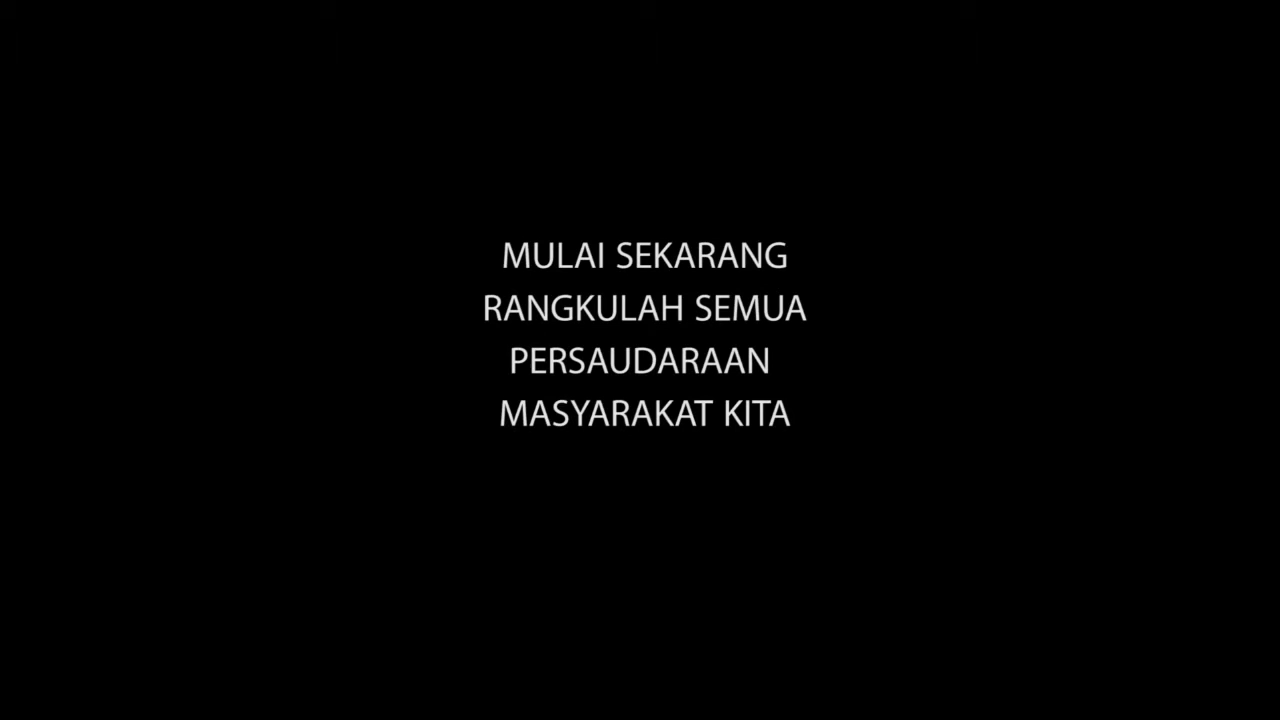 MULAI SEKARANG
RANGKULAH SEMUA
PERSAUDARAAN
MASYARAKAT KITA